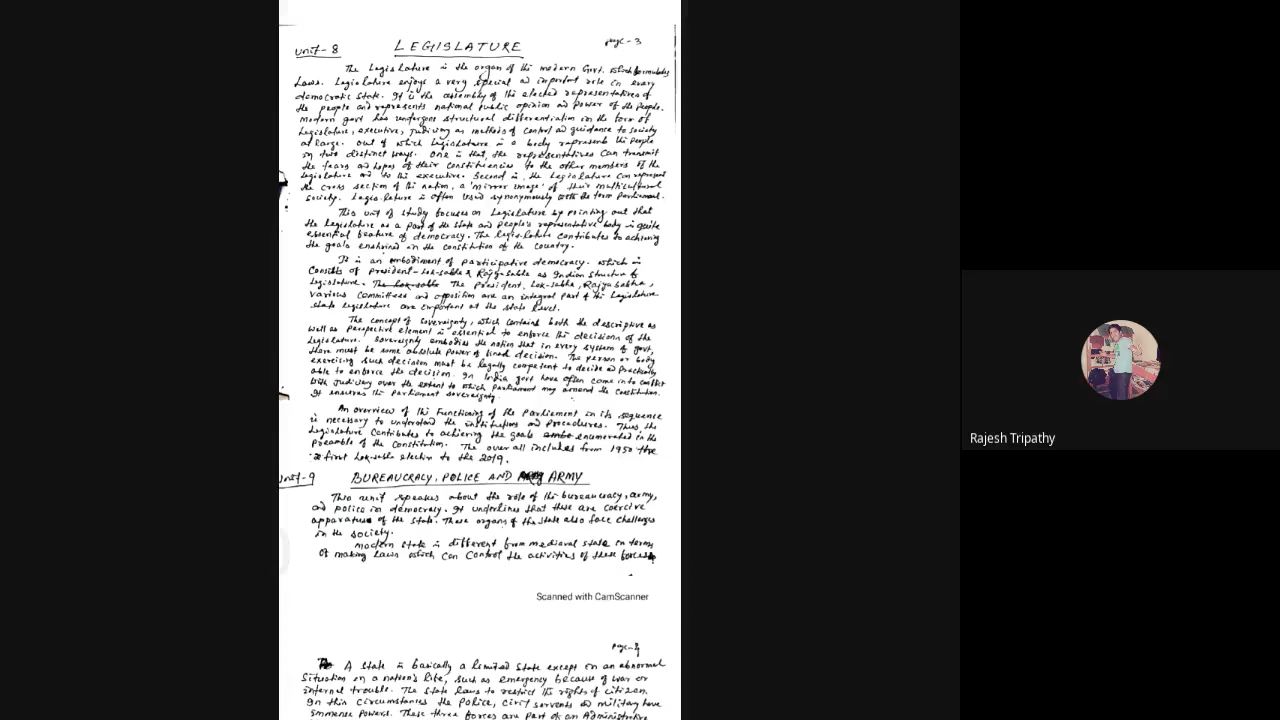 Unit-8 LEGISLATURE page-3
The Legislature is the organ of the modern Govt. which formulates
Laws. Legislature enjoys a very special ad important role in every
democratic state. It is the assembly of the elected representatives of
the people and represents national public opinion ad power of the people.
Modern govt has undergone structural differentiation in the form of
Legislature, executive, judiciary as methods of control ad guidance to society
at large. Out of which Legislature is a body represents the people
in two distinct ways. One is that, the representatives can transmit
the fears ad hopes of their constituencies to the other members of the
legislature ad to the executive. Second is, the Legislature can represent
the cross section of the nation, a 'mirror image' of their multicultural
society. Legislature is often used synonymously with the term Parliament.
This unit of study focuses on Legislature by pointing out that
the Legislature as a part of the state and people's representative body is quite
essential feature of democracy. The legislature contributes to achieving
the goals enshrined in the constitution of the country.
It is an embodiment of participative democracy. Which is
consists of president-Lok-sabha & Rajya-sabha as Indian structure of
Legislature. The President, Lok-sabha, Rajya sabha,
various committees and opposition are an integral part of the Legislature
state legislature are important at the state level.
The concept of sovereignty, which contains both the descriptive as
well as perspective element is essential to enforce the decisions of the
legislature. Sovereignty embodies the notion that in every system of govt,
there must be some absolute power of final decision. The person or body
exercising such decision must be legally competent to decide ad practically
able to enforce the decision. In India govt have often come into conflict
with judiciary over the extent to which Parliament may amend the constitution.
It ensures the Parliament sovereignty.
An overview of the Functioning of the Parliament in its sequence
is necessary to understand the institutions and procedures. Thus, the
Legislature contributes to achieving the goals enumerated in the
preamble of the Constitution. The over all includes from 1950 the
first Lok-sabha election to the 2019.
Unit-9 BUREAUCRACY, POLICE AND ARMY
This unit speaks about the role of the bureaucracy, army,
and police in democracy. It underlines that these are coercive
apparatus of the state. These organs of the state also face challenges
in the society.
Modern state is different from medieval state in terms
of making laws which can control the activities of these forces.
Scanned with CamScanner
page-4
A state is basically a limited state except in an abnormal
situation in a nation's life, such as emergency because of war or
internal trouble. The state laws to restrict the rights of citizen.
In this circumstances the police, civil servants ad military have
immense powers. These three forces are part of an Administrative
Rajesh Tripathy